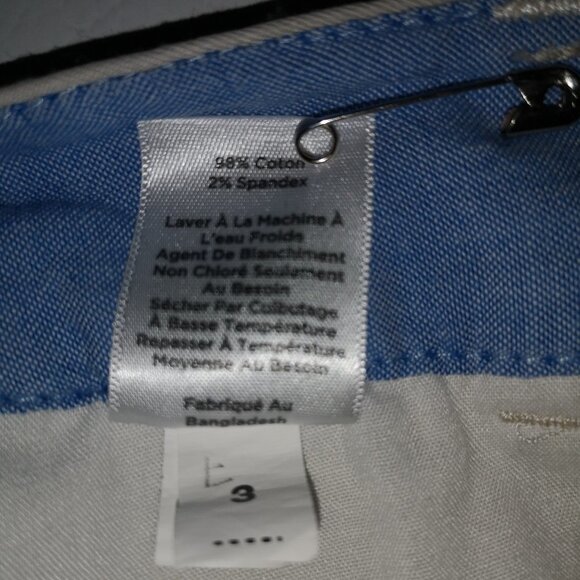 98% Coton
2% Spandex
Laver À La Machine À
L'eau Froide
Agent De Blanchiment
Non Chloré Seulement
Au Besoin
Sécher Par Culbutage
À Basse Température
Repasser À Température
Moyenne Au Besoin
Fabriqué Au
Bangladesh
3